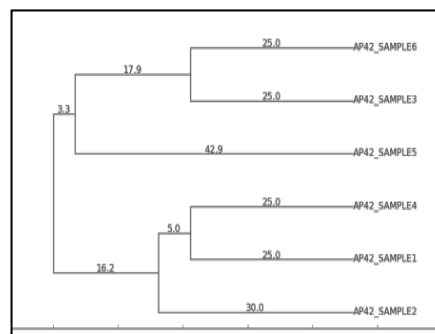 25.0 AP42_SAMPLE6
17.9
25.0 AP42_SAMPLE3
3.3
42.9 AP42_SAMPLE5
25.0 AP42_SAMPLE4
5.0
25.0 AP42_SAMPLE1
16.2
30.0 AP42_SAMPLE2